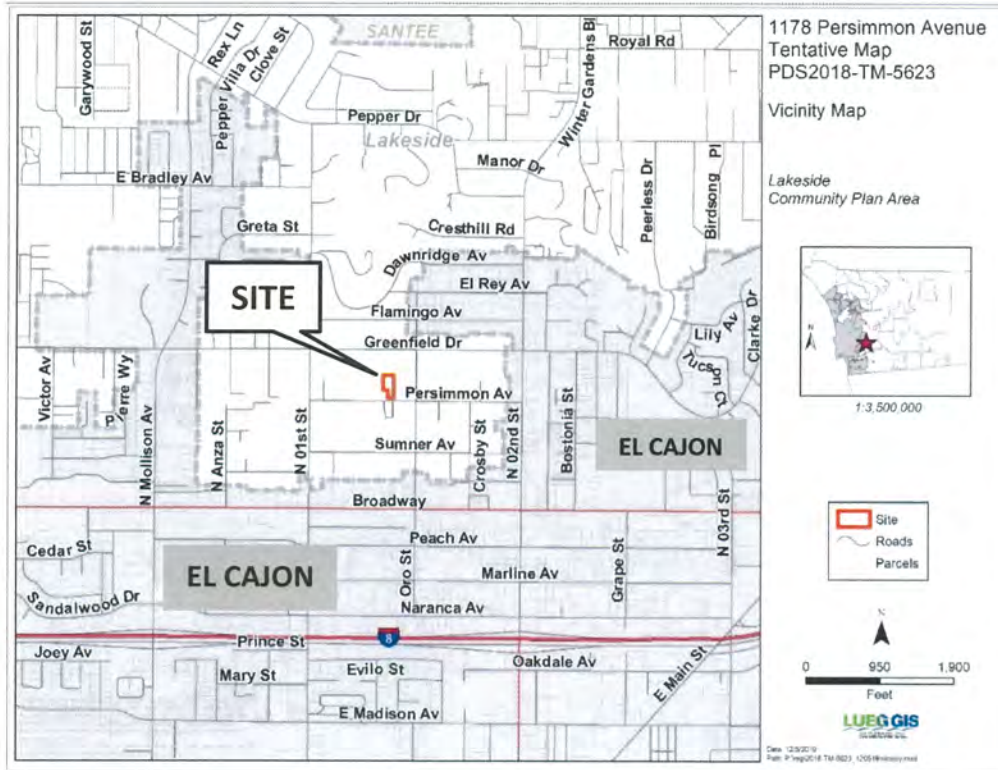 SANTEE
Royal Rd
Garywood St
Rex Ln
Pepper Villa Dr
Clove St
Winter Gardens Bl
Pepper Dr
Lakeside
Manor Dr
E Bradley Av
Peerless Dr
Birdsong Pl
Greta St
Cresthill Rd
Dawnridge Av
El Rey Av
SITE
Flamingo Av
Greenfield Dr
Lily Av
Clarke Dr
Victor Av
Pierre Wy
N Mollison Av
N Anza St
N 01st St
Persimmon Av
Sumner Av
Crosby St
N 02nd St
Bostonia St
EL CAJON
Broadway
N 03rd St
Peach Av
Cedar St
EL CAJON
Oro St
Marline Av
Grape St
Sandalwood Dr
Naranca Av
Prince St
8
Joey Av
Mary St
Evilo St
Oakdale Av
E Main St
E Madison Av
1178 Persimmon Avenue
Tentative Map
PDS2018-TM-5623
Vicinity Map
Lakeside
Community Plan Area
N
1:3,500,000
Site
Roads
Parcels
N
0 950 1,900
Feet
LUEG GIS